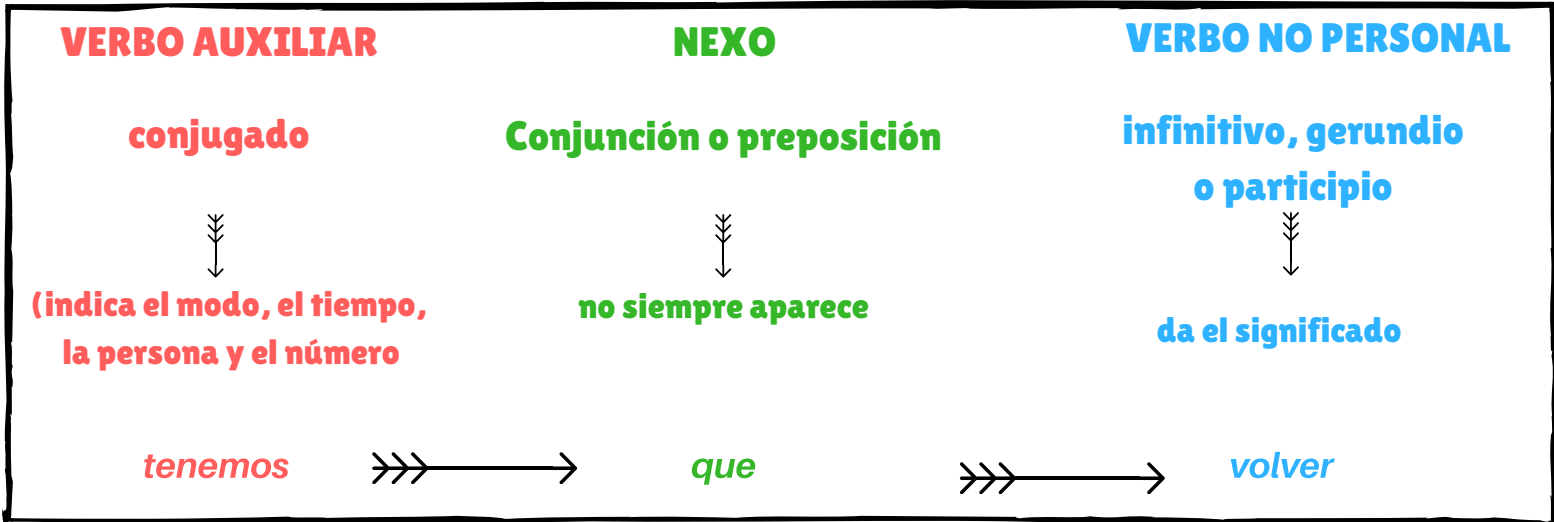 VERBO AUXILIAR
NEXO
VERBO NO PERSONAL
conjugado
Conjunción o preposición
infinitivo, gerundio
o participio
(indica el modo, el tiempo,
la persona y el número
no siempre aparece
da el significado
tenemos
que
volver